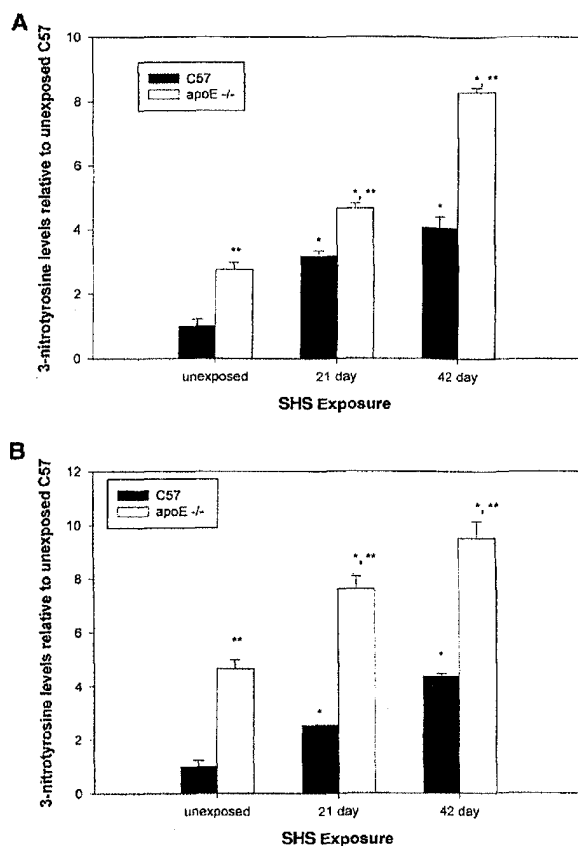 A
3-nitrotyrosine levels relative to unexposed C57
10
8
6
4
2
0
C57
apoE -/-
**
*
*, **
*
*, **
unexposed
21 day
42 day
SHS Exposure
B
3-nitrotyrosine levels relative to unexposed C57
12
10
8
6
4
2
0
C57
apoE -/-
**
*
*, **
*
*, **
unexposed
21 day
42 day
SHS Exposure